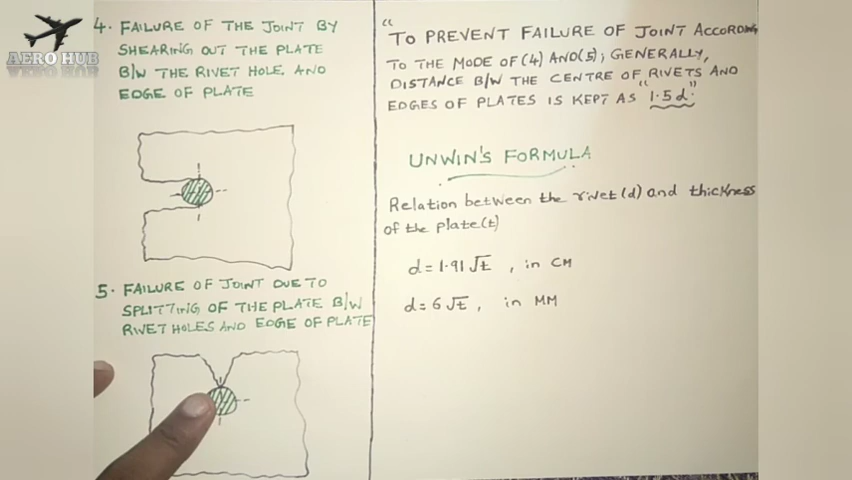 AERO HUB
4. FAILURE OF THE JOINT BY
SHEARING OUT THE PLATE
B/W THE RIVET HOLE. AND
EDGE OF PLATE
5. FAILURE OF JOINT DUE TO
SPLITTING OF THE PLATE B/W
RIVET HOLES AND EDGE OF PLATE
"TO PREVENT FAILURE OF JOINT ACCORDING
TO THE MODE OF (4) AND (5); GENERALLY,
DISTANCE B/W THE CENTRE OF RIVETS AND
EDGES OF PLATES IS KEPT AS "1.5d".
UNWIN'S FORMULA
Relation between the rivet (d) and thickness
of the plate(t)
d = 1.91 √t , in CM
d = 6 √t , in MM